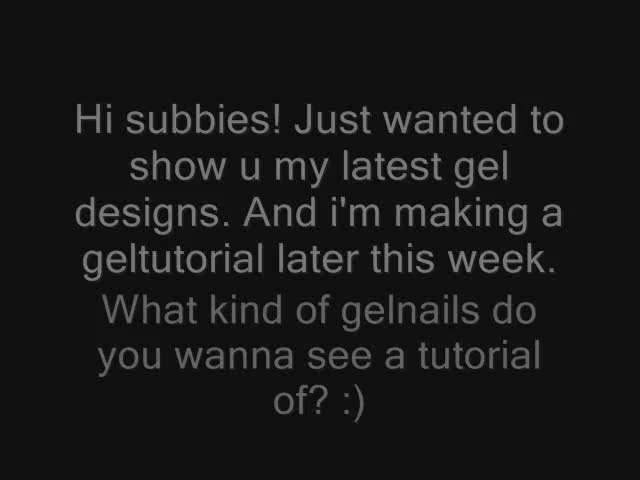 Hi subbies! Just wanted to
show u my latest gel
designs. And i'm making a
geltutorial later this week.
What kind of gelnails do
you wanna see a tutorial
of? :)